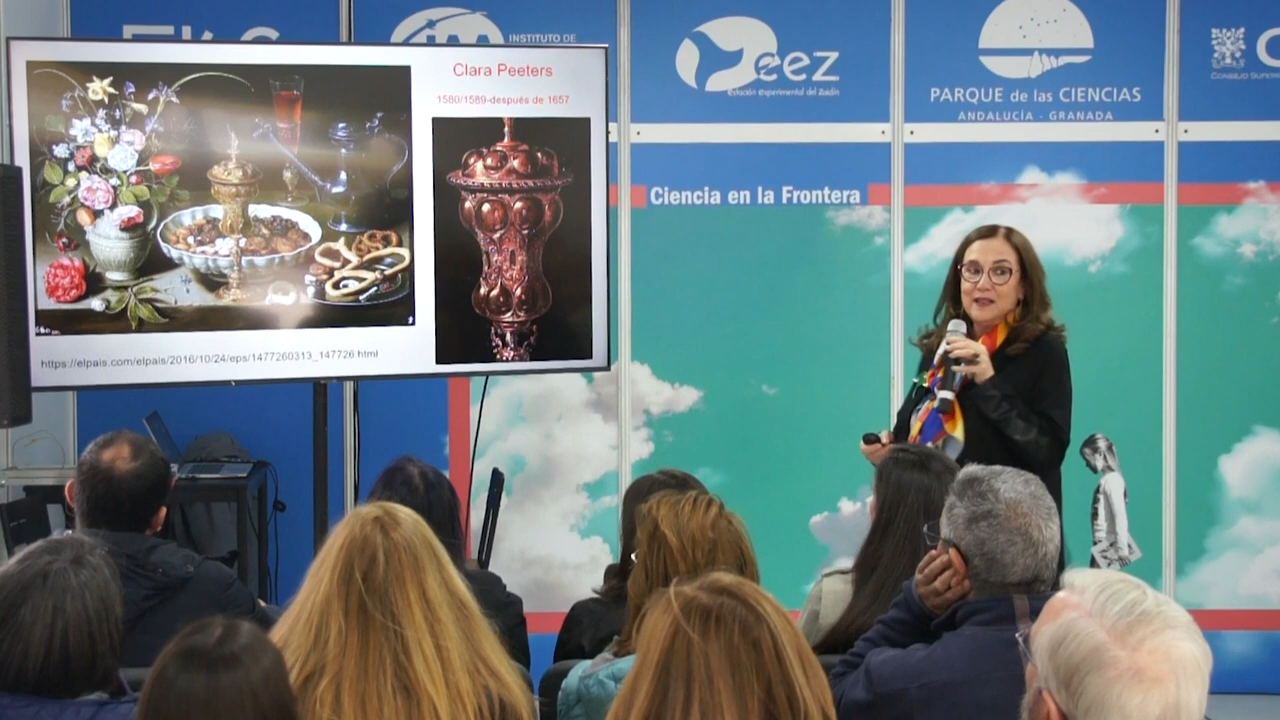 INSTITUTO DE
eez
Estación experimental del Zaidín
PARQUE de las CIENCIAS
ANDALUCÍA - GRANADA
Ciencia en la Frontera
Clara Peeters
1580/1589-después de 1657
https://elpais.com/elpais/2016/10/24/eps/1477260313_147726.html